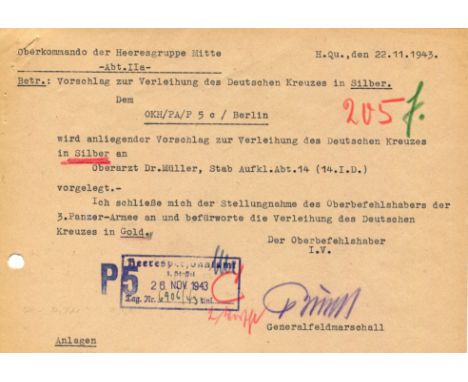 Oberkommando der Heeresgruppe Mitte
H.Qu.,den 22.11.1943.
-Abt.IIa-
Betr.: Vorschlag zur Verleihung des Deutschen Kreuzes in Silber.
Dem
OKH/PA/P 5 c / Berlin
205
wird anliegender Vorschlag zur Verleihung des Deutschen Kreuzes
in Silber an
Oberarzt Dr.Müller, Stab Aufkl.Abt.14 (14.I.D.)
vorgelegt.-
Ich schließe mich der Stellungnahme des Oberbefehlshabers der
3.Panzer-Armee an und befürworte die Verleihung des Deutschen
Kreuzes in Gold.
Der Oberbefehlshaber
I.V.
P5
Heerespersonalamt
26 NOV 1943
Tag. Nr.
Generalfeldmarschall
Anlagen